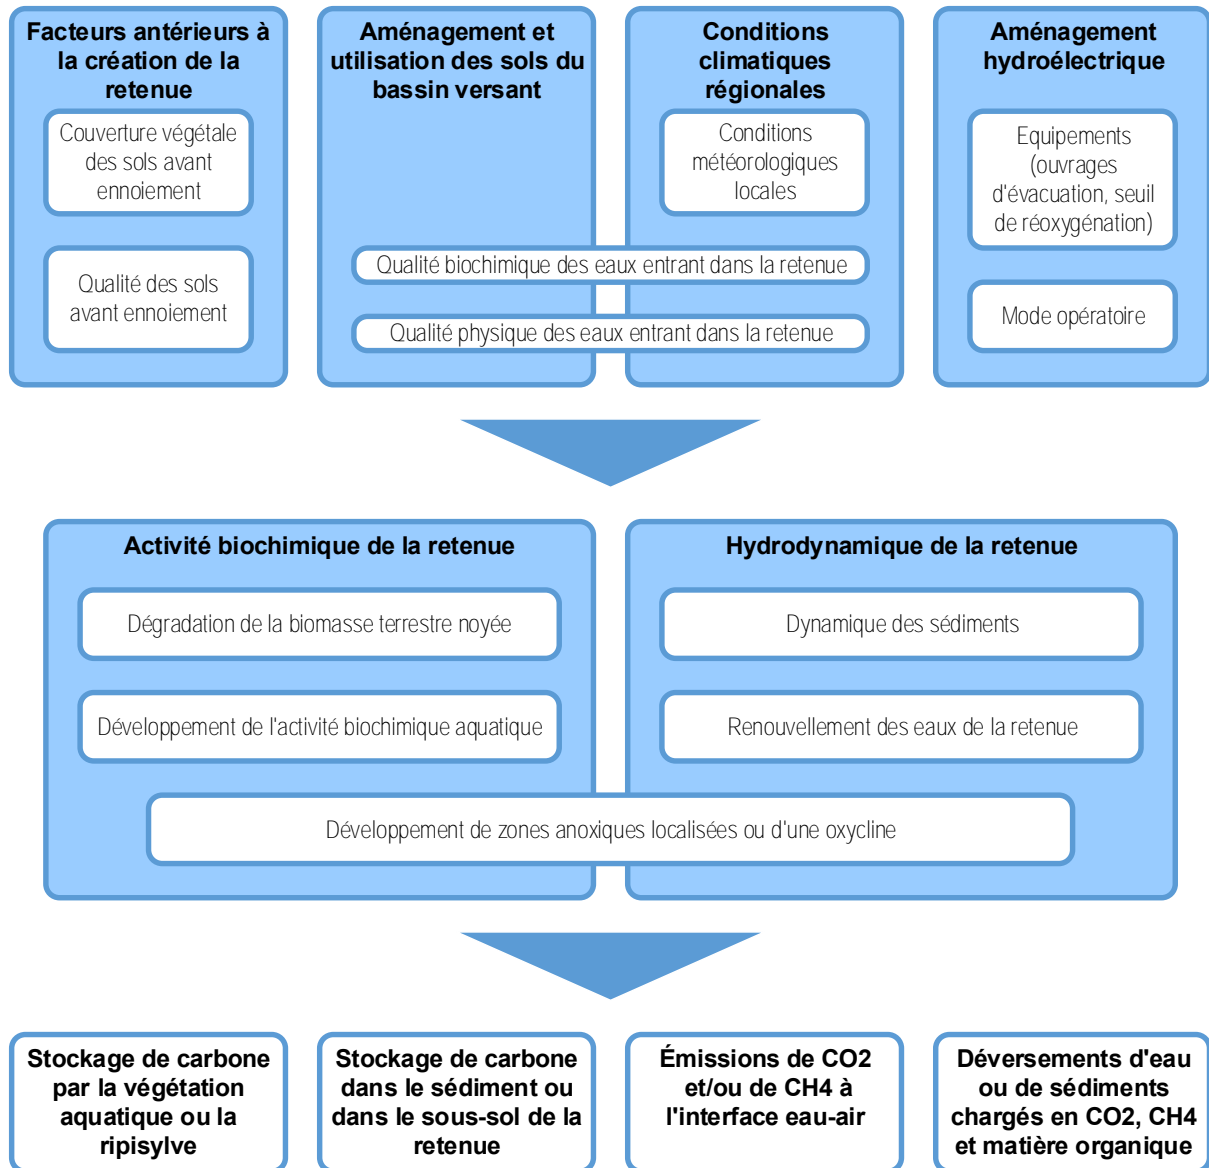 Facteurs antérieurs à
la création de la
retenue
Couverture végétale
des sols avant
ennoiement
Qualité des sols
avant ennoiement
Aménagement et
utilisation des sols du
bassin versant
Conditions
climatiques
régionales
Conditions
météorologiques
locales
Qualité biochimique des eaux entrant dans la retenue
Qualité physique des eaux entrant dans la retenue
Aménagement
hydroélectrique
Equipements
(ouvrages
d'évacuation, seuil
de réoxygénation)
Mode opératoire
Activité biochimique de la retenue
Dégradation de la biomasse terrestre noyée
Développement de l'activité biochimique aquatique
Hydrodynamique de la retenue
Dynamique des sédiments
Renouvellement des eaux de la retenue
Développement de zones anoxiques localisées ou d'une oxycline
Stockage de carbone
par la végétation
aquatique ou la
ripisylve
Stockage de carbone
dans le sédiment ou
dans le sous-sol de la
retenue
Émissions de CO2
et/ou de CH4 à
l'interface eau-air
Déversements d'eau
ou de sédiments
chargés en CO2, CH4
et matière organique